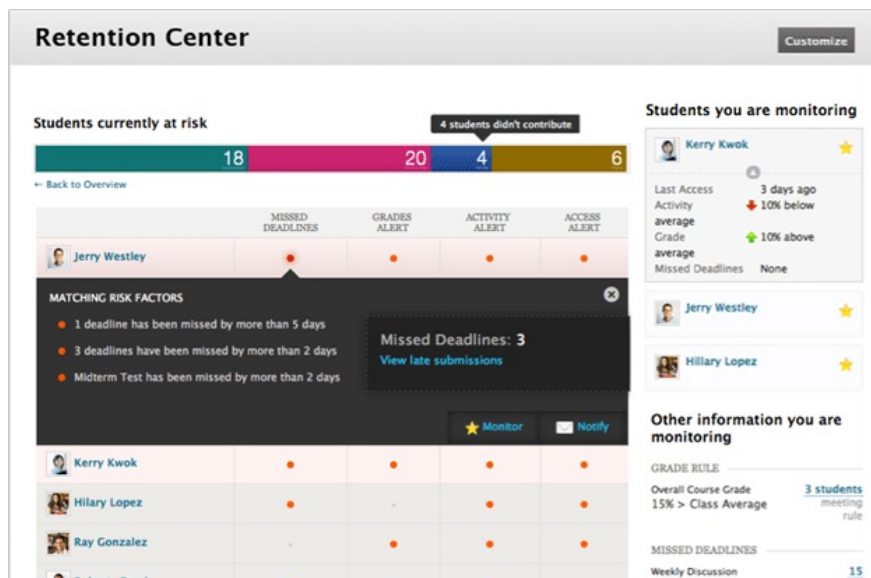 Retention Center
Customize
Students currently at risk
4 students didn't contribute
18
20
4
6
← Back to Overview
MISSED DEADLINES
GRADES ALERT
ACTIVITY ALERT
ACCESS ALERT
Jerry Westley
MATCHING RISK FACTORS
1 deadline has been missed by more than 5 days
3 deadlines have been missed by more than 2 days
Midterm Test has been missed by more than 2 days
Missed Deadlines: 3
View late submissions
Monitor
Notify
Kerry Kwok
Hilary Lopez
Ray Gonzalez
Students you are monitoring
Kerry Kwok
Last Access 3 days ago
Activity 10% below
average
Grade 10% above
average
Missed Deadlines None
Jerry Westley
Hillary Lopez
Other information you are
monitoring
GRADE RULE
Overall Course Grade 3 students
15% > Class Average meeting
rule
MISSED DEADLINES
Weekly Discussion 15